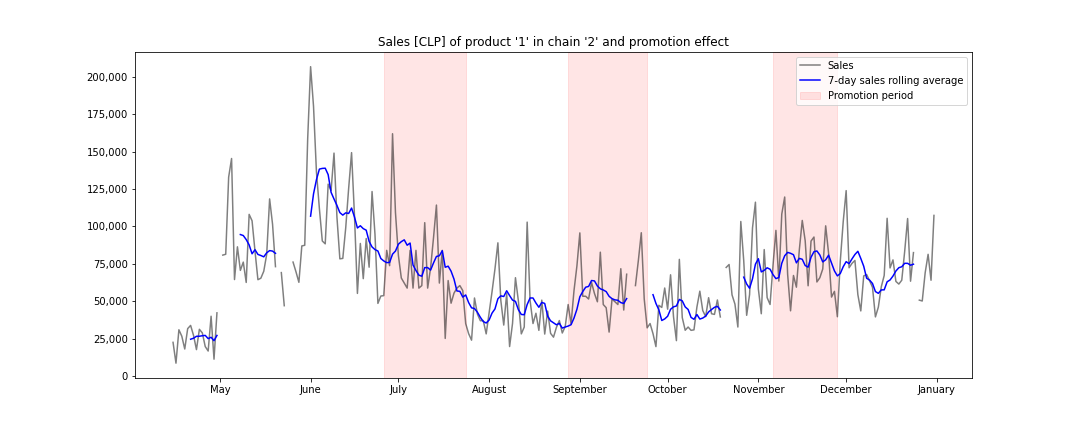 Sales [CLP] of product '1' in chain '2' and promotion effect
Sales
7-day sales rolling average
Promotion period
200,000
175,000
150,000
125,000
100,000
75,000
50,000
25,000
0
May June July August September October November December January